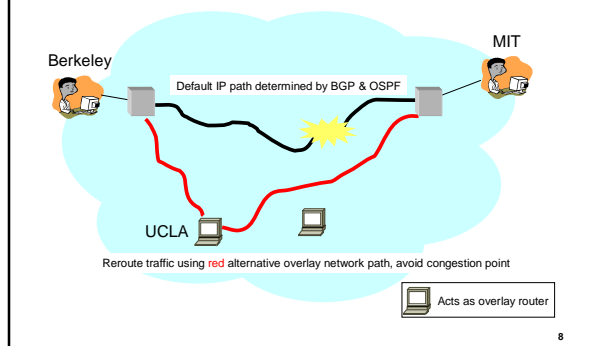 MIT
Berkeley
Default IP path determined by BGP & OSPF
UCLA
Reroute traffic using red alternative overlay network path, avoid congestion point
Acts as overlay router
8